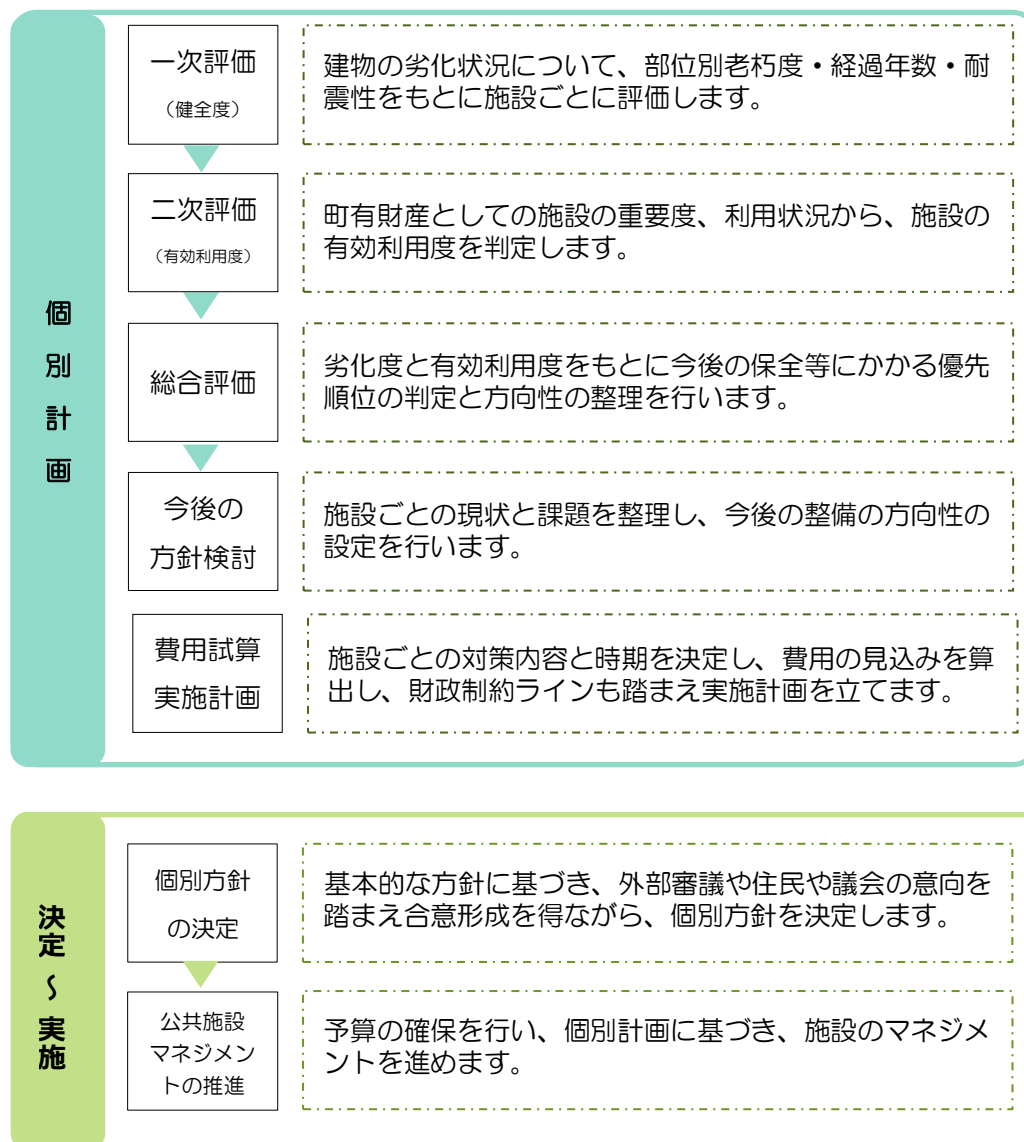 個別計画
一次評価
（健全度）
建物の劣化状況について、部位別老朽度・経過年数・耐
震性をもとに施設ごとに評価します。
二次評価
（有効利用度）
町有財産としての施設の重要度、利用状況から、施設の
有効利用度を判定します。
総合評価
劣化度と有効利用度をもとに今後の保全等にかかる優先
順位の判定と方向性の整理を行います。
今後の
方針検討
施設ごとの現状と課題を整理し、今後の整備の方向性の
設定を行います。
費用試算
実施計画
施設ごとの対策内容と時期を決定し、費用の見込みを算
出し、財政制約ラインも踏まえ実施計画を立てます。
決定～実施
個別方針
の決定
基本的な方針に基づき、外部審議や住民や議会の意向を
踏まえ合意形成を得ながら、個別方針を決定します。
公共施設
マネジメン
トの推進
予算の確保を行い、個別計画に基づき、施設のマネジメ
ントを進めます。